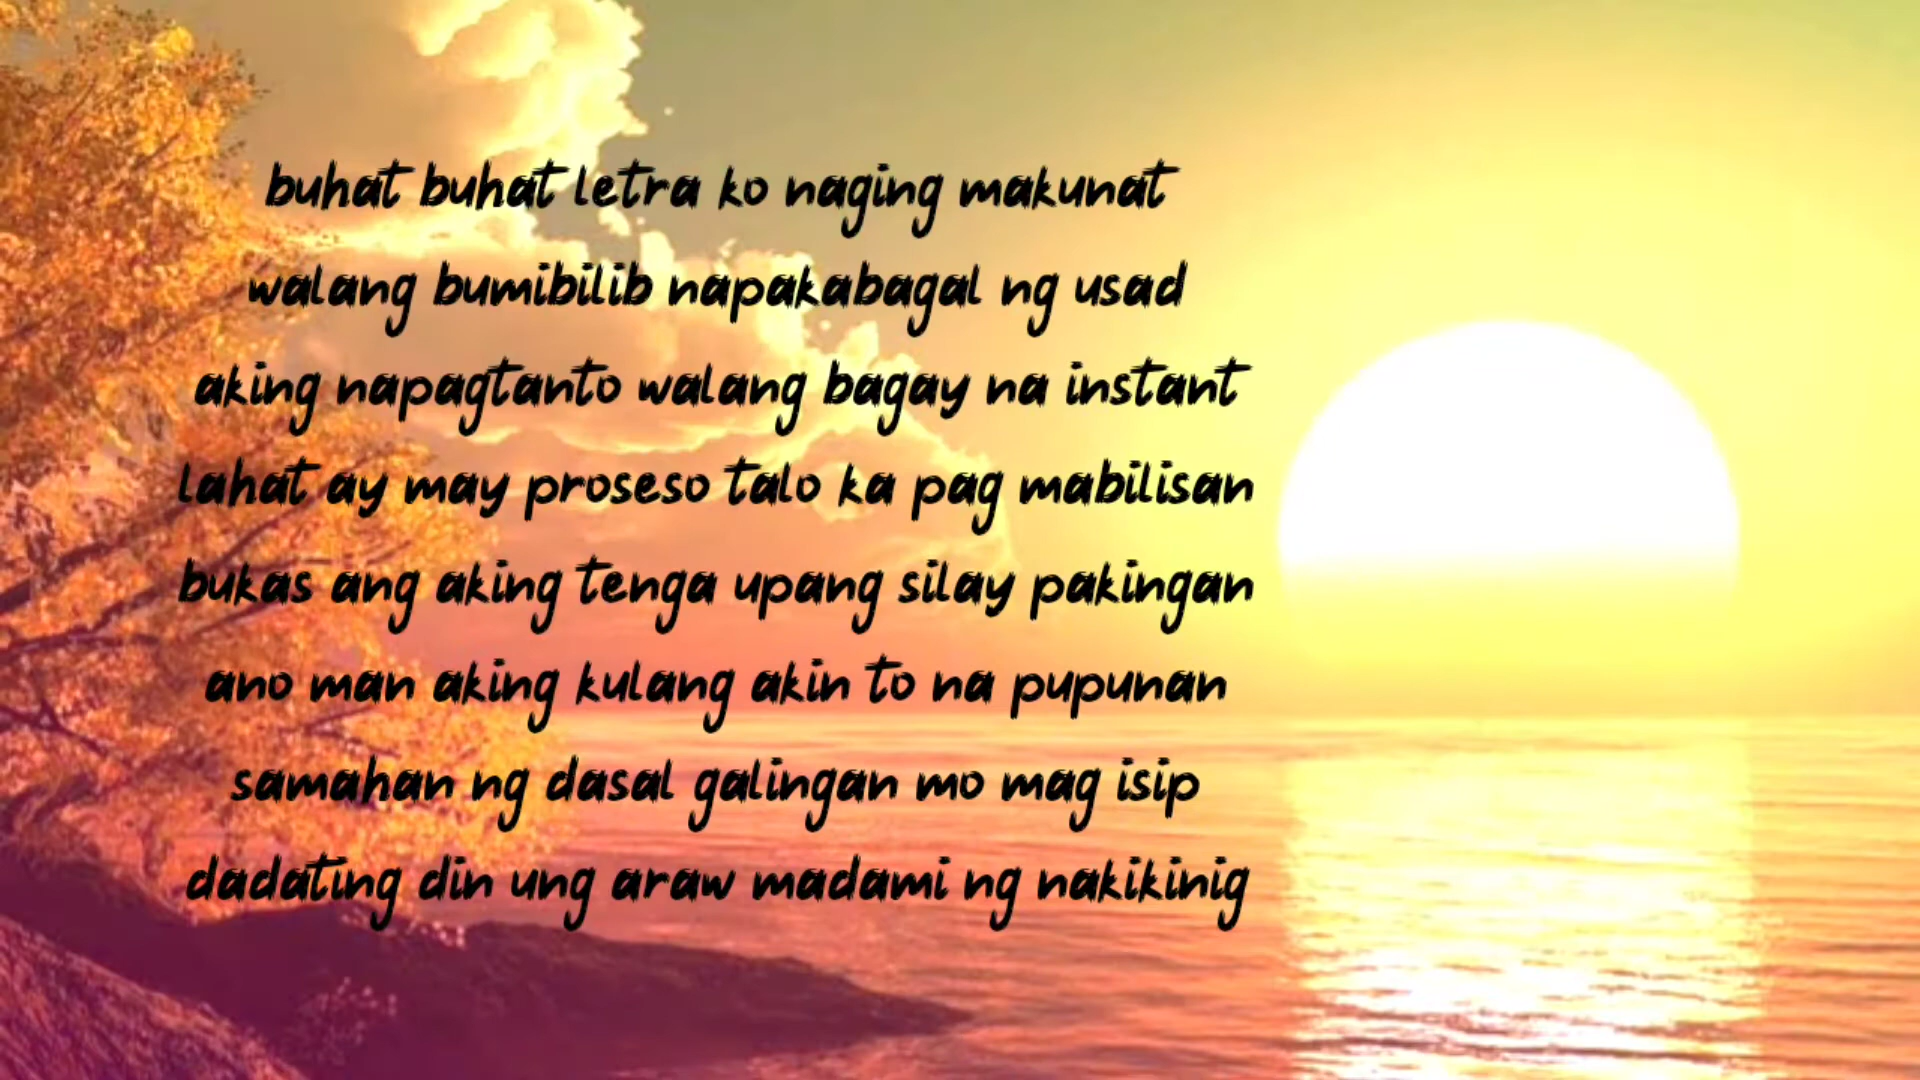 buhat buhat letra ko naging makunat
walang bumibilib napakabagal ng usad
aking napagtanto walang bagay na instant
lahat ay may proseso talo ka pag mabilisan
bukas ang aking tenga upang silay pakingan
ano man aking kulang akin to na pupunan
samahan ng dasal galingan mo mag isip
dadating din ung araw madami ng nakikinig